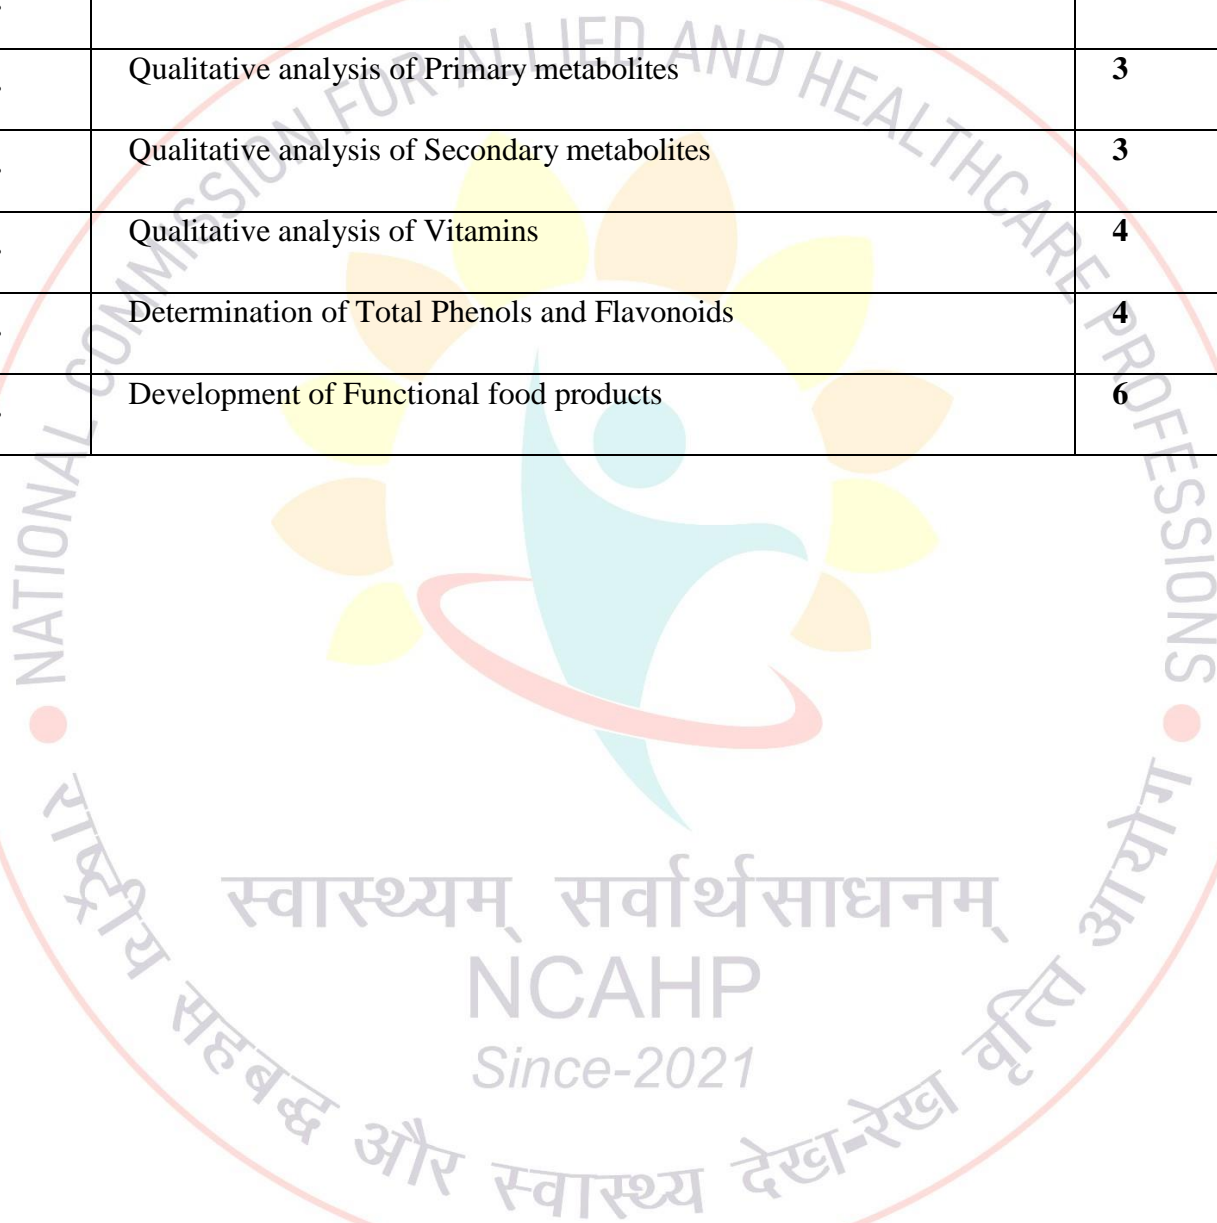 Qualitative analysis of Primary metabolites 3
Qualitative analysis of Secondary metabolites 3
Qualitative analysis of Vitamins 4
Determination of Total Phenols and Flavonoids 4
Development of Functional food products 6
NATIONAL COMMISSION FOR ALLIED AND HEALTHCARE PROFESSIONS
स्वास्थ्यम् सर्वार्थसाधनम्
NCAHP
Since-2021
राष्ट्रीय सहबद्ध और स्वास्थ्य देख-रेख वृत्ति आयोग